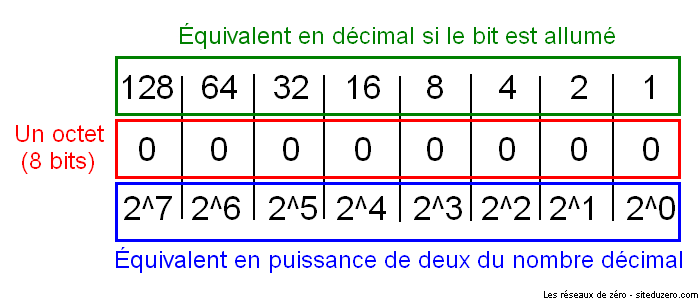 Équivalent en décimal si le bit est allumé
128 64 32 16 8 4 2 1
Un octet
(8 bits)
0 0 0 0 0 0 0 0
2^7 2^6 2^5 2^4 2^3 2^2 2^1 2^0
Équivalent en puissance de deux du nombre décimal
Les réseaux de zéro - siteduzero.com